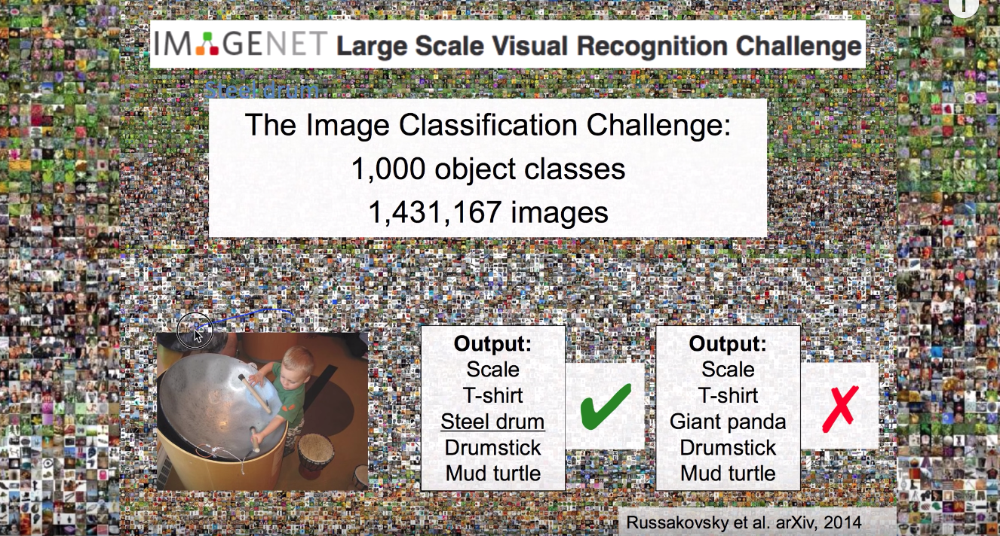 IMAGENET Large Scale Visual Recognition Challenge
Steel drum
The Image Classification Challenge:
1,000 object classes
1,431,167 images
Output:
Scale
T-shirt
Steel drum
Drumstick
Mud turtle
Output:
Scale
T-shirt
Giant panda
Drumstick
Mud turtle
Russakovsky et al. arXiv, 2014